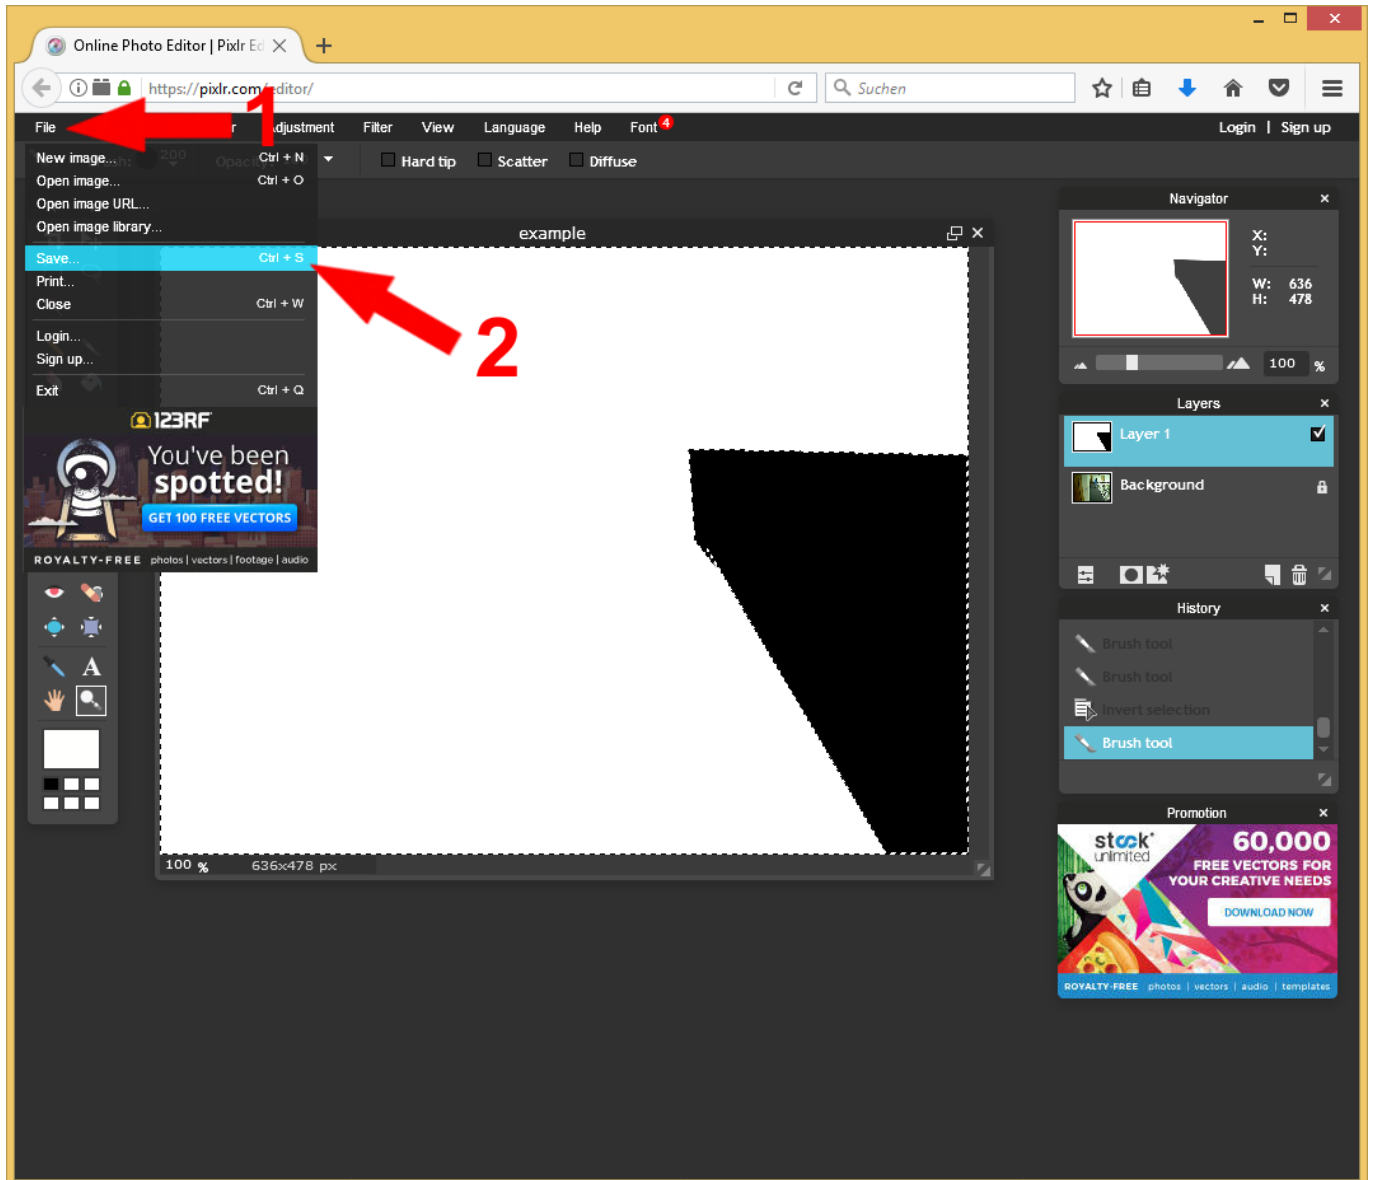 Online Photo Editor | Pixlr Ed
https://pixlr.com/editor/
Suchen
1
File
Adjustment
Filter
View
Language
Help
Font
4
Login | Sign up
200
Hard tip
Scatter
Diffuse
New image... Ctrl + N
Open image... Ctrl + O
Open image URL...
Open image library...
Save... Ctrl + S
Print...
Close Ctrl + W
Login...
Sign up...
Exit Ctrl + Q
2
123RF
You've been
spotted!
GET 100 FREE VECTORS
ROYALTY-FREE photos | vectors | footage | audio
A
example
100 % 636x478 px
Navigator
X:
Y:
W: 636
H: 478
100 %
Layers
Layer 1
Background
History
Brush tool
Brush tool
Invert selection
Brush tool
Promotion
stock
unlimited
60,000
FREE VECTORS FOR
YOUR CREATIVE NEEDS
DOWNLOAD NOW
ROYALTY-FREE photos | vectors | audio | templates